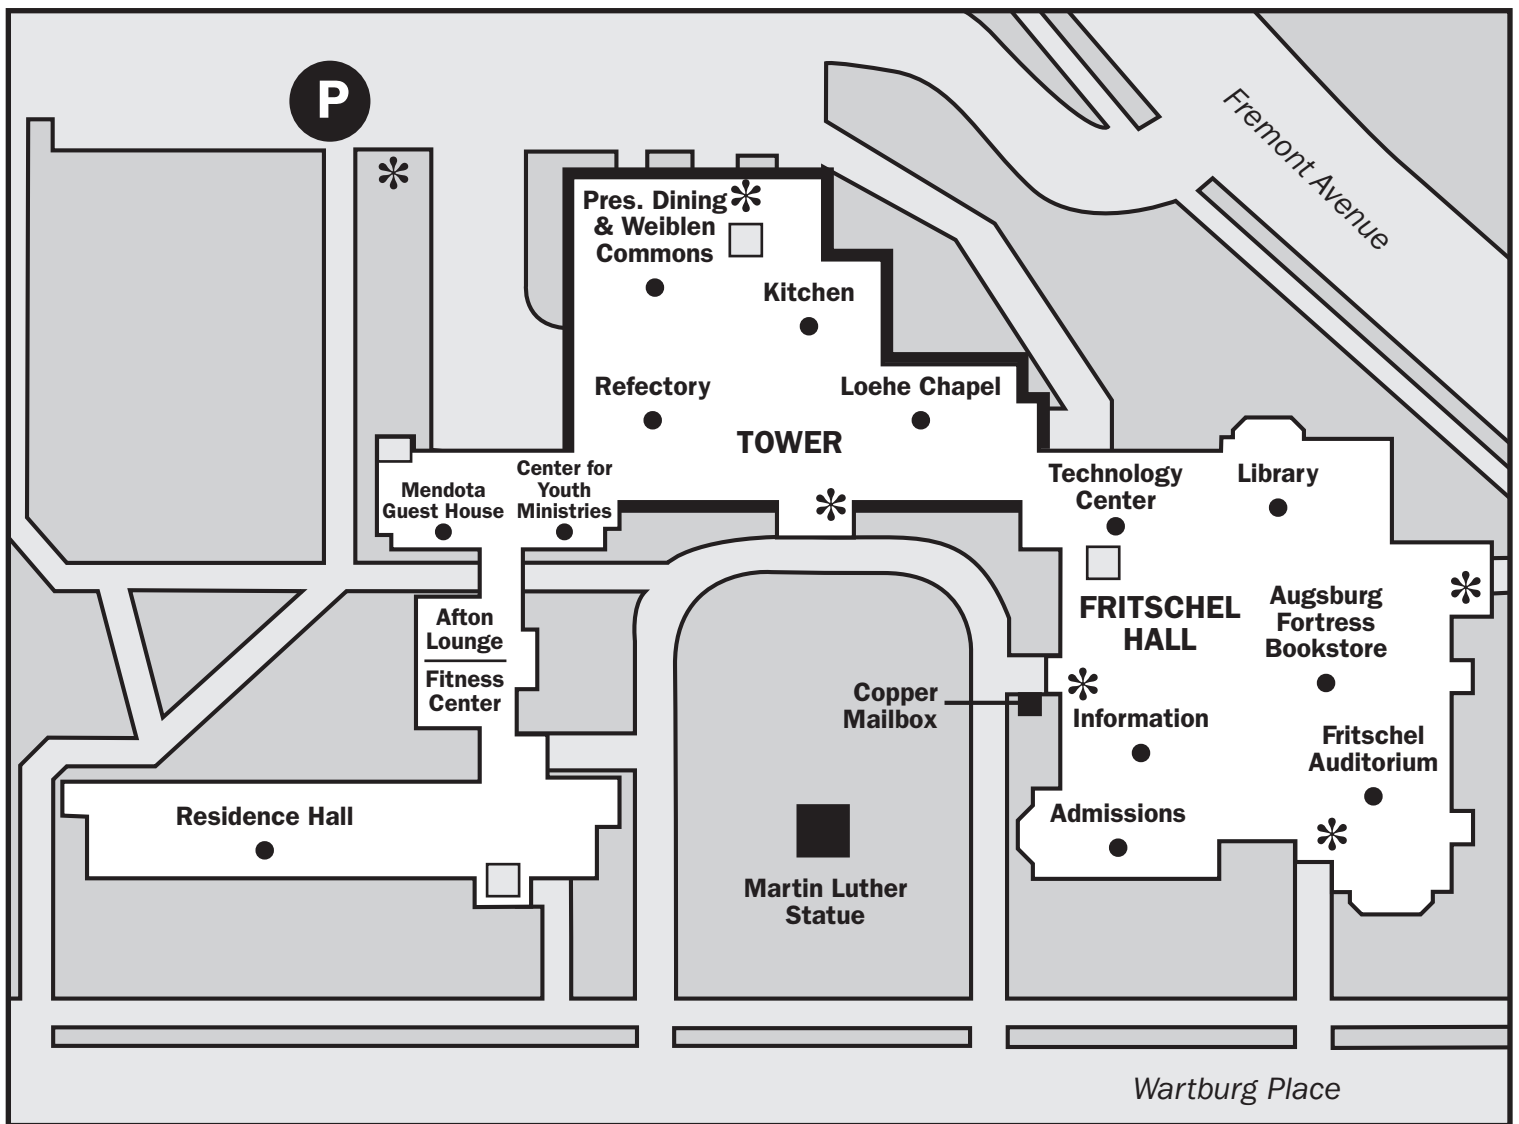 P
Fremont Avenue
Pres. Dining
& Weiblen
Commons
Kitchen
Refectory
Loehe Chapel
TOWER
Center for
Youth
Ministries
Mendota
Guest House
Technology
Center
Library
FRITSCHEL
HALL
Augsburg
Fortress
Bookstore
Afton
Lounge
Fitness
Center
Copper
Mailbox
Information
Fritschel
Auditorium
Residence Hall
Admissions
Martin Luther
Statue
Wartburg Place